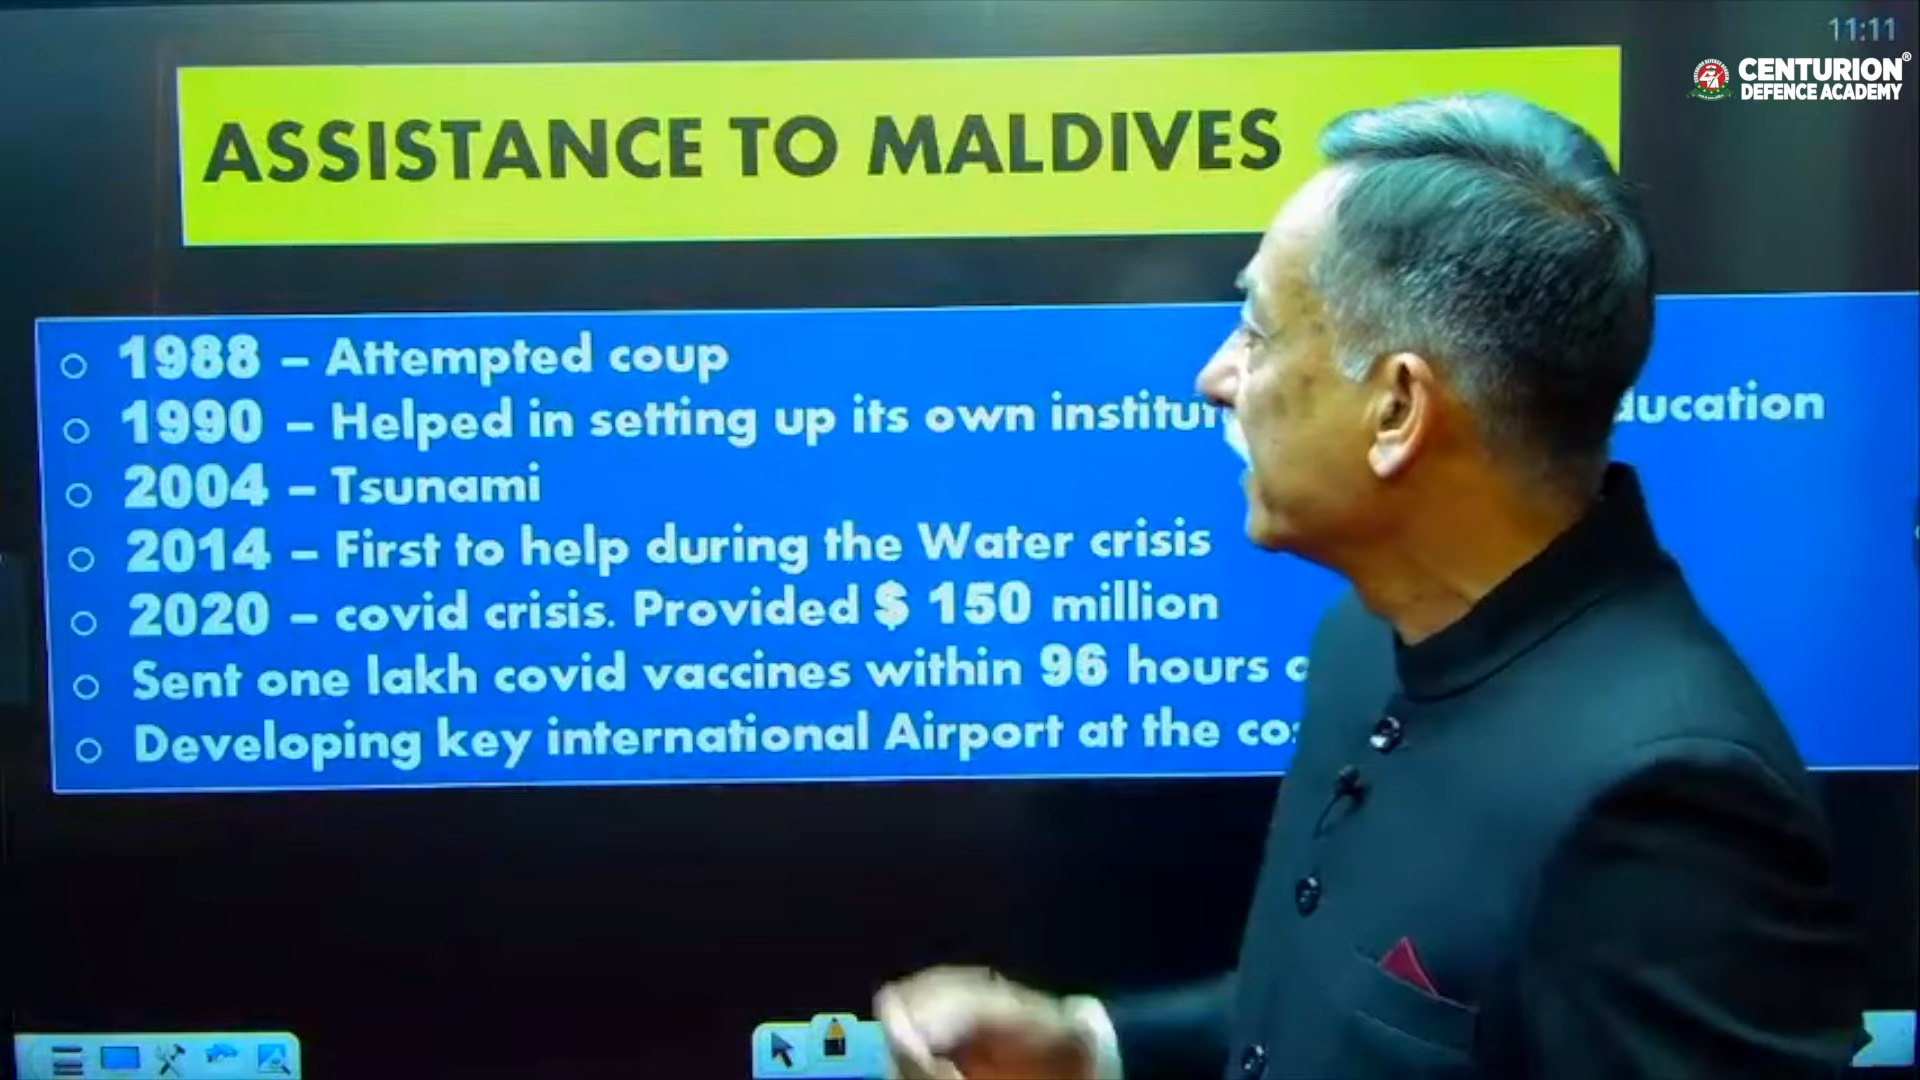 11:11
CENTURION®
DEFENCE ACADEMY
ASSISTANCE TO MALDIVES
1988 – Attempted coup
1990 – Helped in setting up its own
2004 – Tsunami
2014 – First to help during the Water crisis
2020 – covid crisis. Provided $ 150 million
Sent one lakh covid vaccines within 96 hours
Developing key international Airport at the